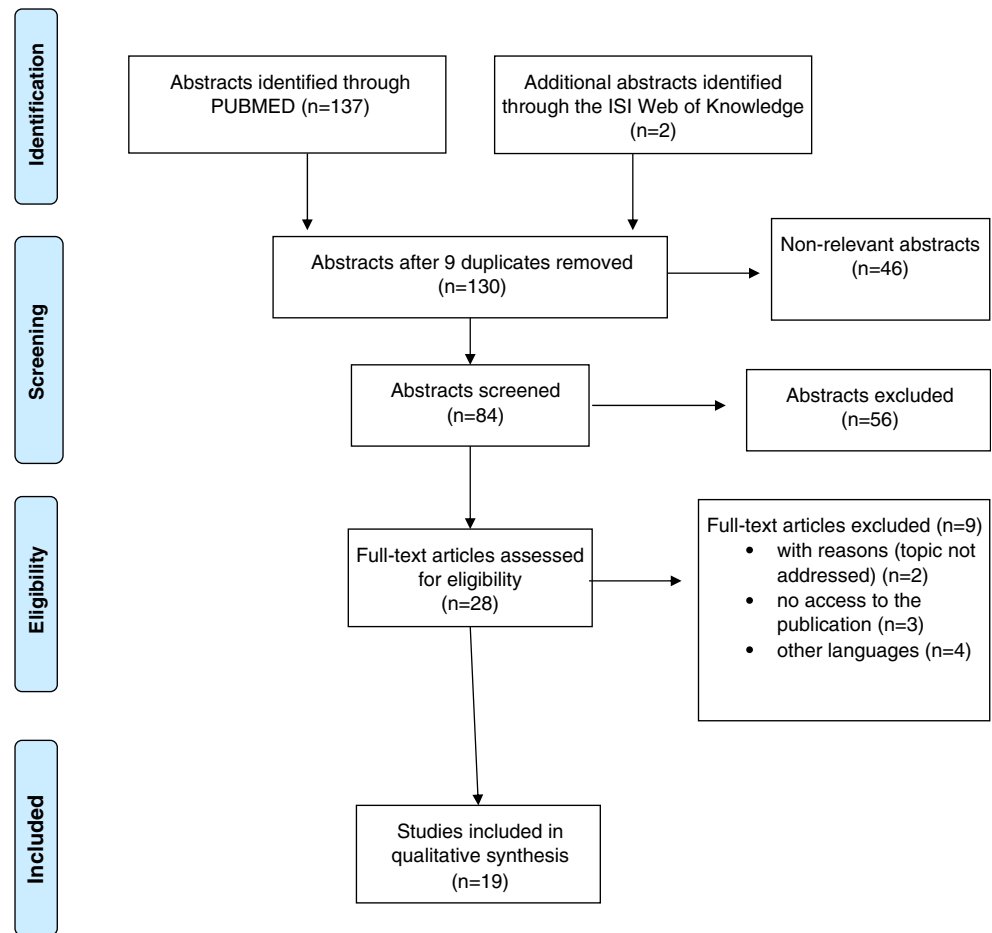 Identification
Abstracts identified through
PUBMED (n=137)
Additional abstracts identified
through the ISI Web of Knowledge
(n=2)
Screening
Abstracts after 9 duplicates removed
(n=130)
Non-relevant abstracts
(n=46)
Abstracts screened
(n=84)
Abstracts excluded
(n=56)
Eligibility
Full-text articles assessed
for eligibility
(n=28)
Full-text articles excluded (n=9)
• with reasons (topic not
addressed) (n=2)
• no access to the
publication (n=3)
• other languages (n=4)
Included
Studies included in
qualitative synthesis
(n=19)